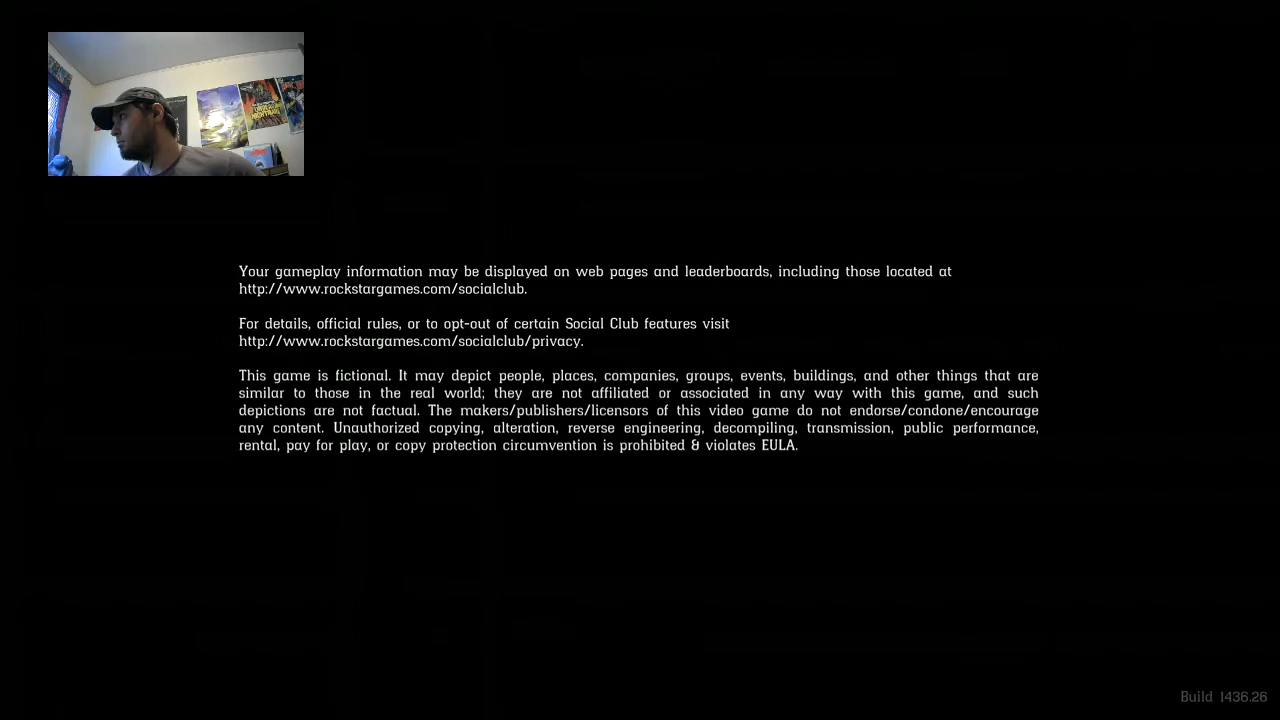 Your gameplay information may be displayed on web pages and leaderboards, including those located at
http://www.rockstargames.com/socialclub.
For details, official rules, or to opt-out of certain Social Club features visit
http://www.rockstargames.com/socialclub/privacy.
This game is fictional. It may depict people, places, companies, groups, events, buildings, and other things that are
similar to those in the real world; they are not affiliated or associated in any way with this game, and such
depictions are not factual. The makers/publishers/licensors of this video game do not endorse/condone/encourage
any content. Unauthorized copying, alteration, reverse engineering, decompiling, transmission, public performance,
rental, pay for play, or copy protection circumvention is prohibited & violates EULA.
Build 1436.26